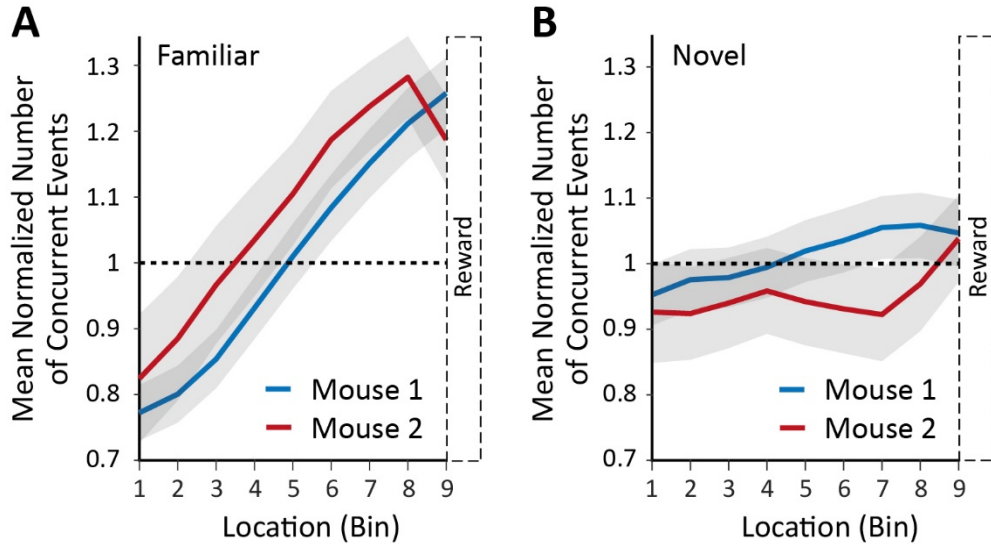 A
Familiar
Mean Normalized Number
of Concurrent Events
1.3
1.2
1.1
1
0.9
0.8
0.7
Mouse 1
Mouse 2
Reward
1 2 3 4 5 6 7 8 9
Location (Bin)
B
Novel
Mean Normalized Number
of Concurrent Events
1.3
1.2
1.1
1
0.9
0.8
0.7
Mouse 1
Mouse 2
Reward
1 2 3 4 5 6 7 8 9
Location (Bin)